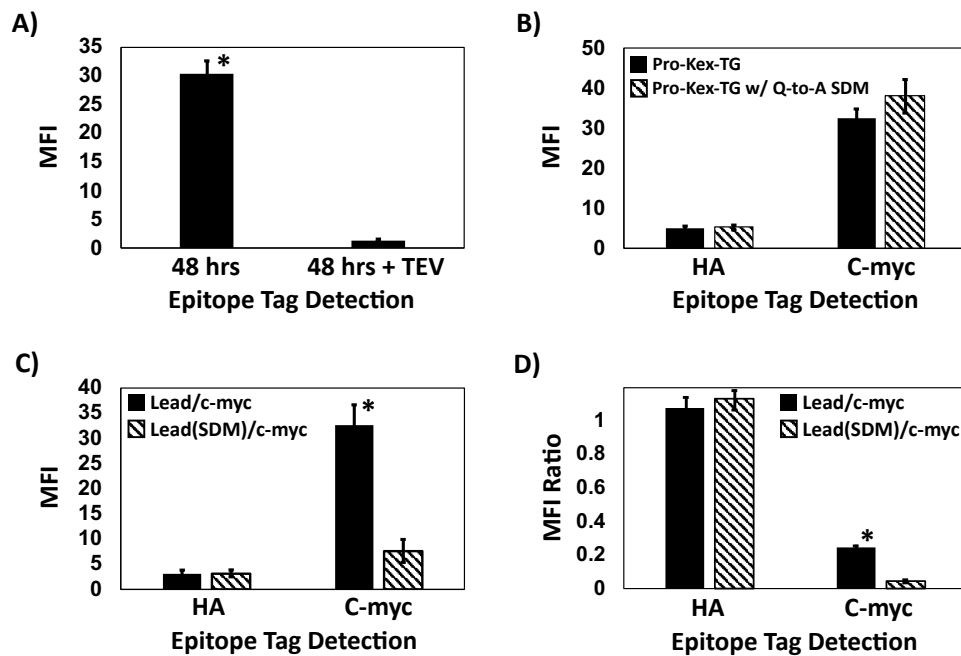 A)
35
30
25
20
15
10
5
0
MFI
*
48 hrs
48 hrs + TEV
Epitope Tag Detection
B)
50
40
30
20
10
0
MFI
Pro-Kex-TG
Pro-Kex-TG w/ Q-to-A SDM
HA
C-myc
Epitope Tag Detection
C)
40
35
30
25
20
15
10
5
0
MFI
Lead/c-myc
Lead(SDM)/c-myc
*
HA
C-myc
Epitope Tag Detection
D)
1
0.8
0.6
0.4
0.2
0
MFI Ratio
Lead/c-myc
Lead(SDM)/c-myc
*
HA
C-myc
Epitope Tag Detection